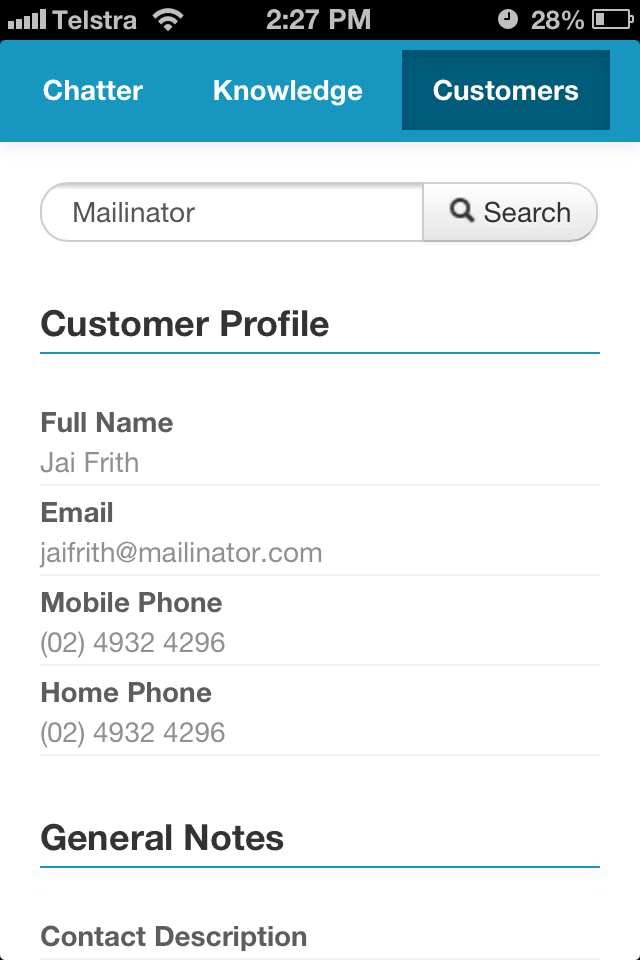 Telstra 2:27 PM 28%
Chatter Knowledge Customers
Mailinator Search
Customer Profile
Full Name
Jai Frith
Email
jaifrith@mailinator.com
Mobile Phone
(02) 4932 4296
Home Phone
(02) 4932 4296
General Notes
Contact Description